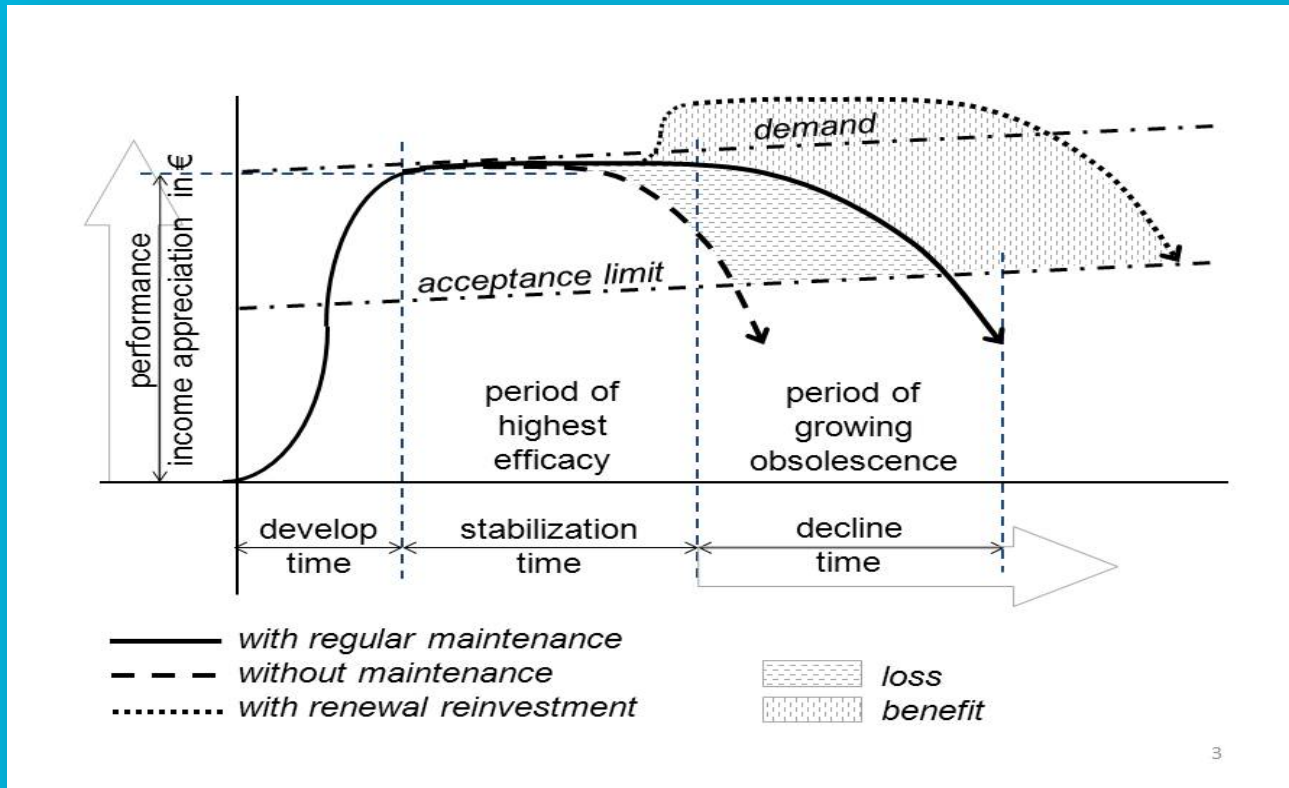 performance
income appreciation in €
demand
acceptance limit
period of
highest
efficacy
period of
growing
obsolescence
develop
time
stabilization
time
decline
time
with regular maintenance
without maintenance
with renewal reinvestment
loss
benefit
3